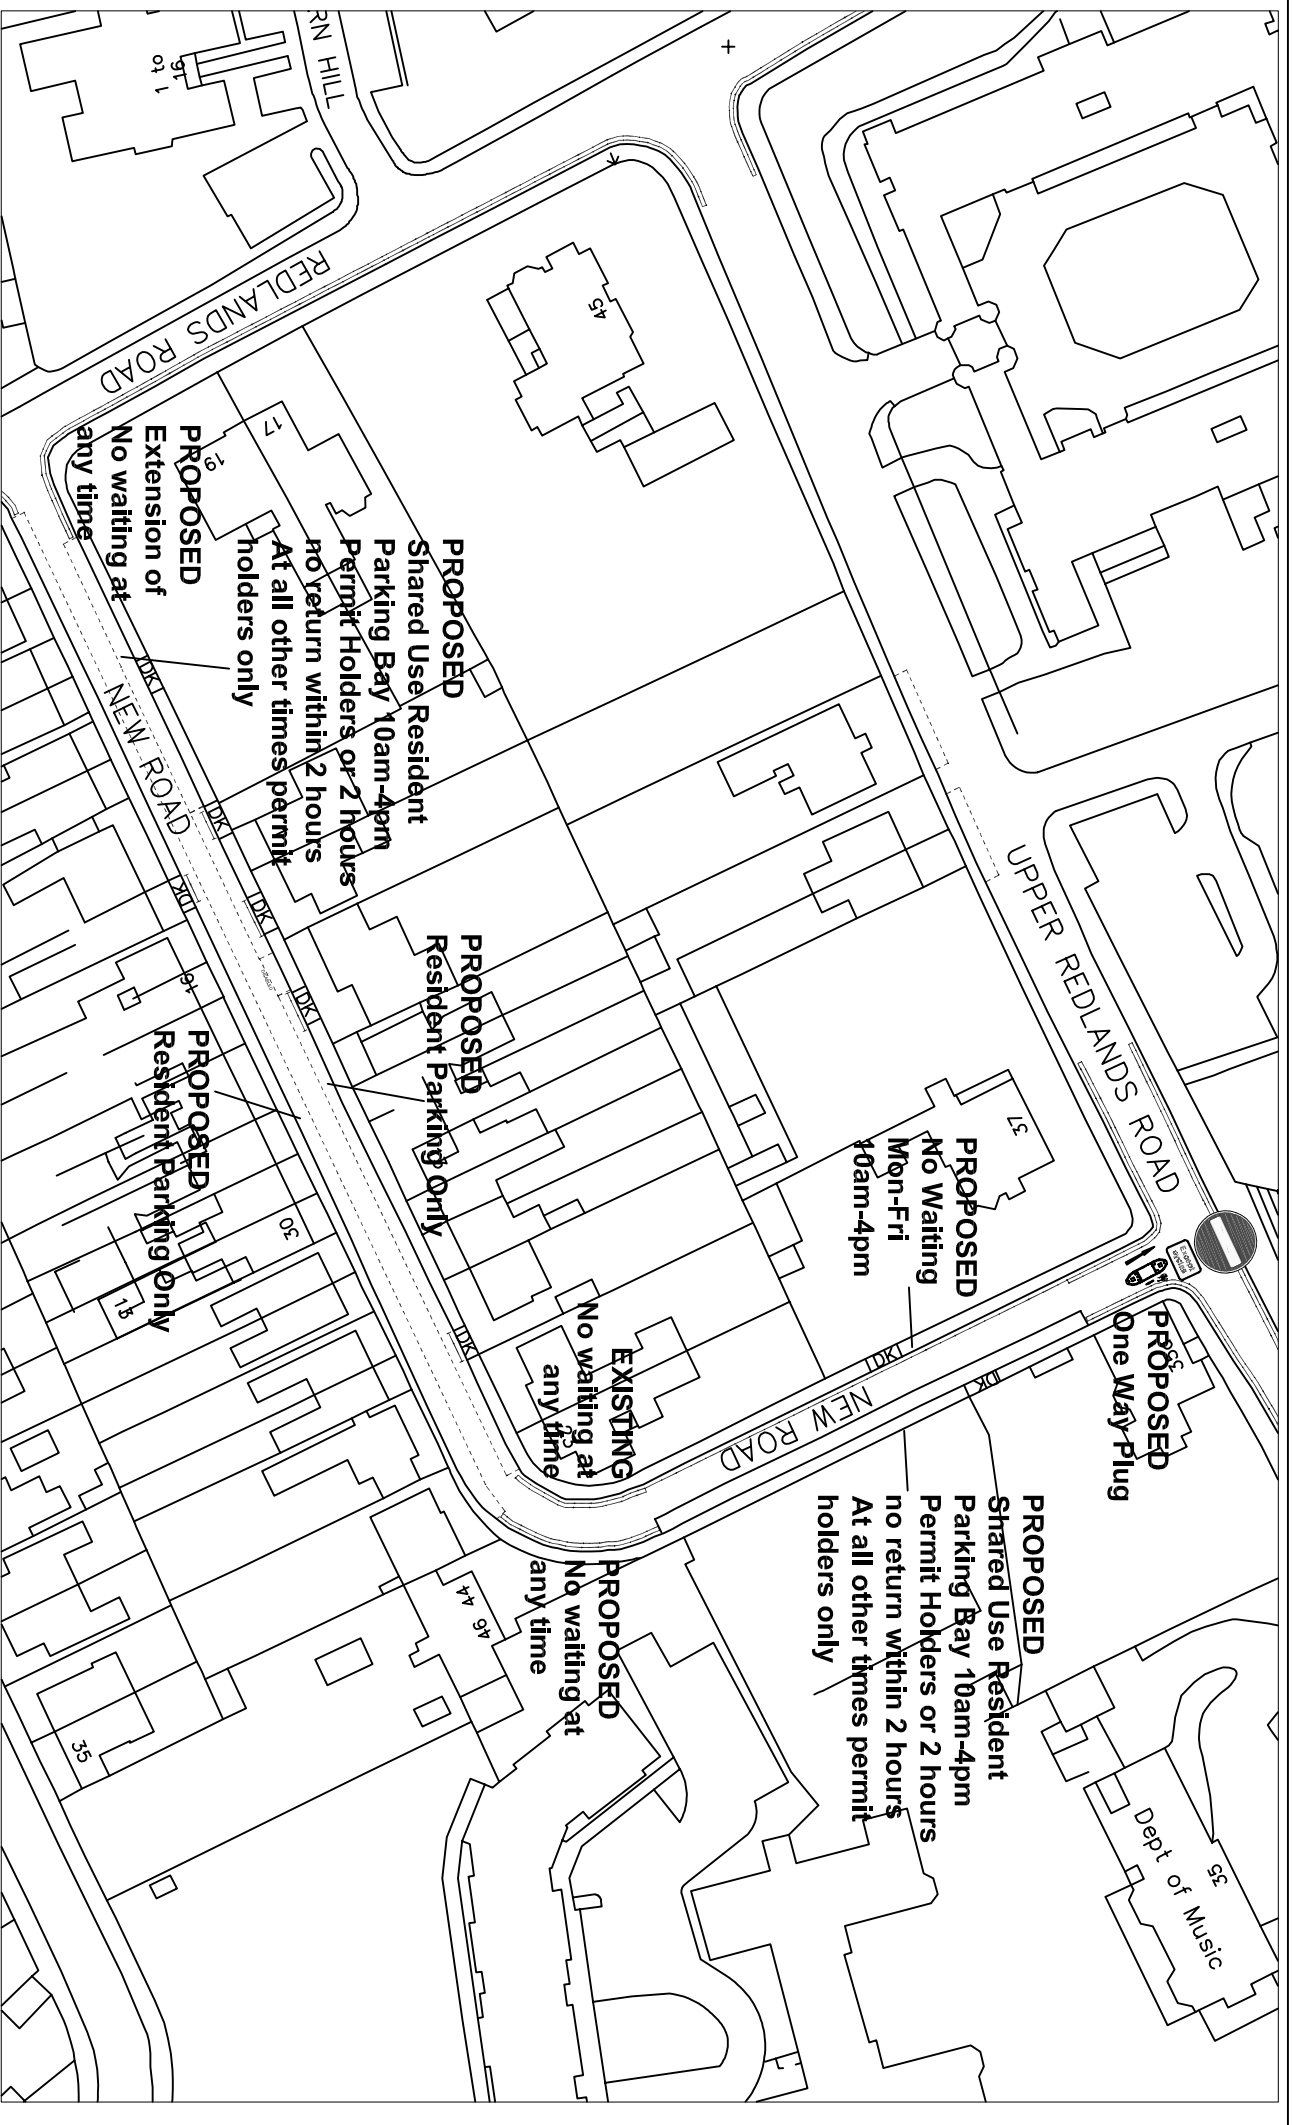 RN HILL
1 to
16
REDLANDS ROAD
45
17
19
PROPOSED
Extension of
No waiting at
any time
PROPOSED
Shared Use Resident
Parking Bay 10am-4pm
Permit Holders or 2 hours
no return within 2 hours
At all other times permit
holders only
DK
NEW ROAD
DK
DK
DK
DK
16
PROPOSED
Resident Parking Only
PROPOSED
Resident Parking Only
30
13
UPPER REDLANDS ROAD
37
PROPOSED
No Waiting
Mon-Fri
10am-4pm
PROPOSED
One Way Plug
DK
DK
DK
NEW ROAD
EXISTING
No waiting at
any time
PROPOSED
Shared Use Resident
Parking Bay 10am-4pm
Permit Holders or 2 hours
no return within 2 hours
At all other times permit
holders only
PROPOSED
No waiting at
any time
44
46
35
Dept of Music
35